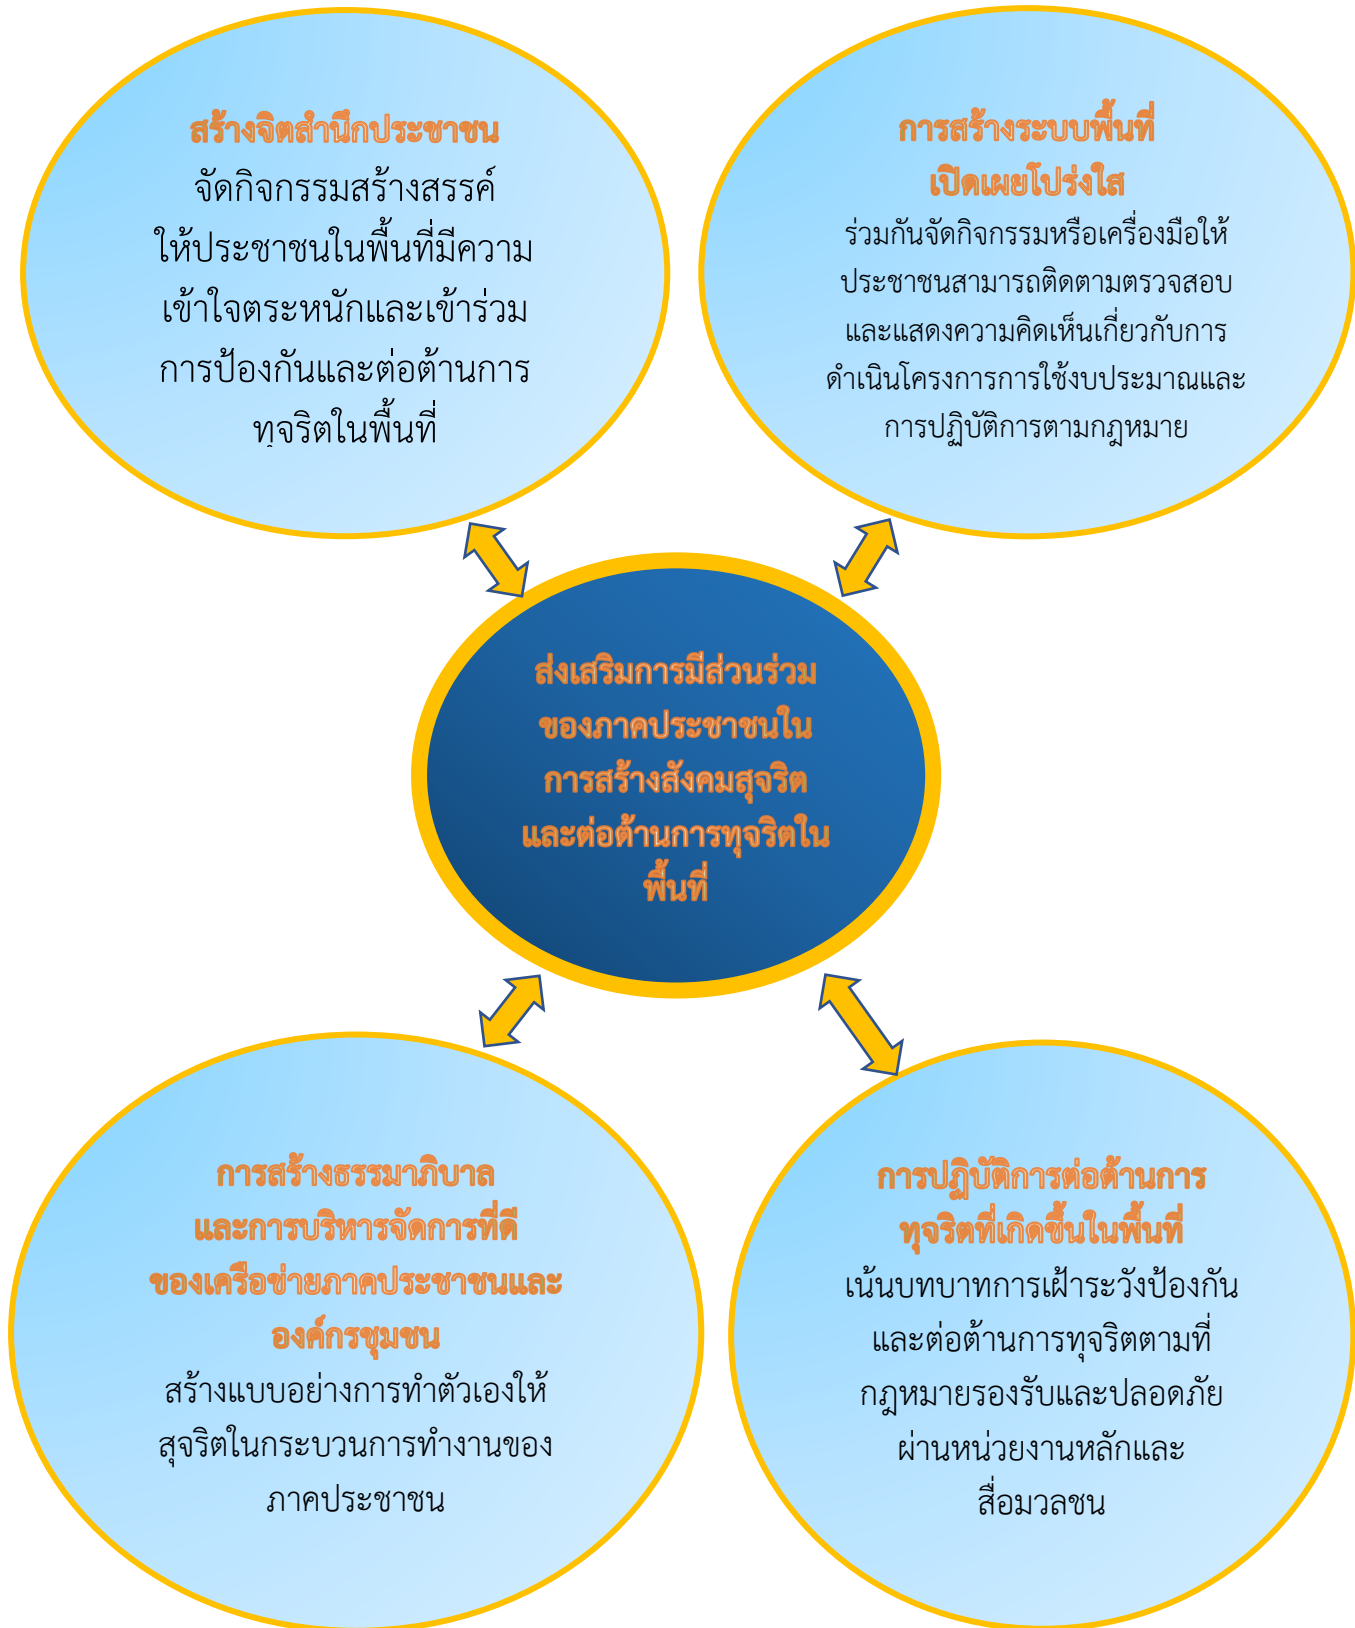 สร้างจิตสำนึกประชาชน
จัดกิจกรรมสร้างสรรค์
ให้ประชาชนในพื้นที่มีความ
เข้าใจตระหนักและเข้าร่วม
การป้องกันและต่อต้านการ
ทุจริตในพื้นที่
การสร้างระบบพื้นที่
เปิดเผยโปร่งใส
ร่วมกันจัดกิจกรรมหรือเครื่องมือให้
ประชาชนสามารถติดตามตรวจสอบ
และแสดงความคิดเห็นเกี่ยวกับการ
ดำเนินโครงการการใช้งบประมาณและ
การปฏิบัติการตามกฎหมาย
ส่งเสริมการมีส่วนร่วม
ของภาคประชาชนใน
การสร้างสังคมสุจริต
และต่อต้านการทุจริตใน
พื้นที่
การสร้างธรรมาภิบาล
และการบริหารจัดการที่ดี
ของเครือข่ายภาคประชาชนและ
องค์กรชุมชน
สร้างแบบอย่างการทำตัวเองให้
สุจริตในกระบวนการทำงานของ
ภาคประชาชน
การปฏิบัติการต่อต้านการ
ทุจริตที่เกิดขึ้นในพื้นที่
เน้นบทบาทการเฝ้าระวังป้องกัน
และต่อต้านการทุจริตตามที่
กฎหมายรองรับและปลอดภัย
ผ่านหน่วยงานหลักและ
สื่อมวลชน